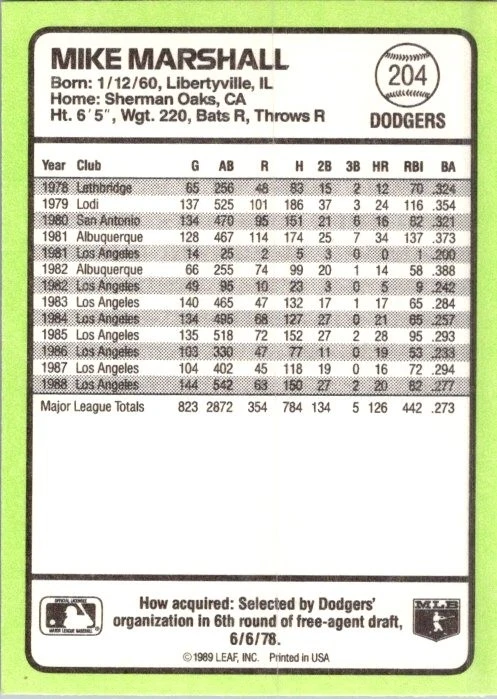 MIKE MARSHALL
Born: 1/12/60, Libertyville, IL
Home: Sherman Oaks, CA
Ht. 6'5", Wgt. 220, Bats R, Throws R
204
DODGERS
Year Club G AB R H 2B 3B HR RBI BA
1978 Lethbridge 65 256 48 83 15 2 12 70 .324
1979 Lodi 137 525 101 186 37 3 24 116 .354
1980 San Antonio 134 470 95 151 21 6 16 82 .321
1981 Albuquerque 128 467 114 174 25 7 34 137 .373
1981 Los Angeles 14 25 2 5 3 0 0 1 .200
1982 Albuquerque 66 255 74 99 20 1 14 58 .388
1982 Los Angeles 49 95 10 23 3 0 5 9 .242
1983 Los Angeles 140 465 47 132 17 1 17 65 .284
1984 Los Angeles 134 495 68 127 27 0 21 65 .257
1985 Los Angeles 135 518 72 152 27 2 28 95 .293
1986 Los Angeles 103 330 47 77 11 0 19 53 .233
1987 Los Angeles 104 402 45 118 19 0 16 72 .294
1988 Los Angeles 144 542 63 150 27 2 20 82 .277
Major League Totals 823 2872 354 784 134 5 126 442 .273
OFFICIAL LICENSEE
MAJOR LEAGUE BASEBALL
How acquired: Selected by Dodgers'
organization in 6th round of free-agent draft,
6/6/78.
MLB
©1989 LEAF, INC. Printed in USA